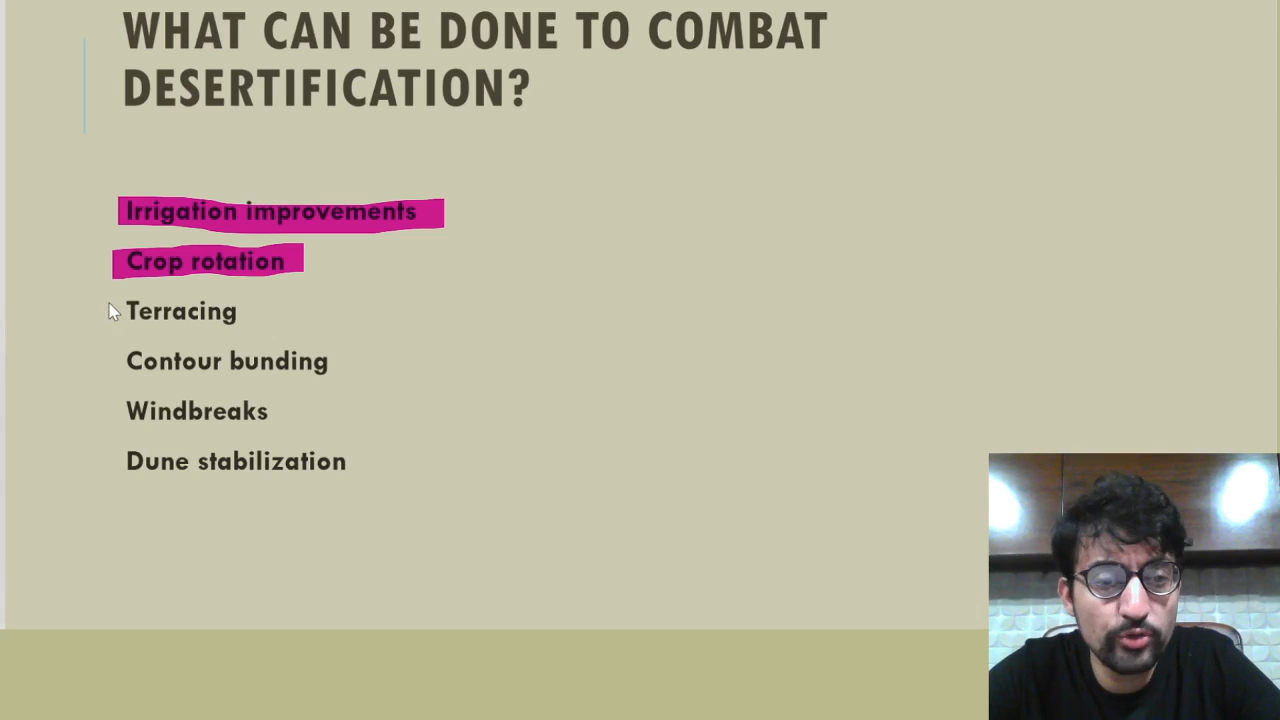 WHAT CAN BE DONE TO COMBAT
DESERTIFICATION?
Irrigation improvements
Crop rotation
Terracing
Contour bunding
Windbreaks
Dune stabilization